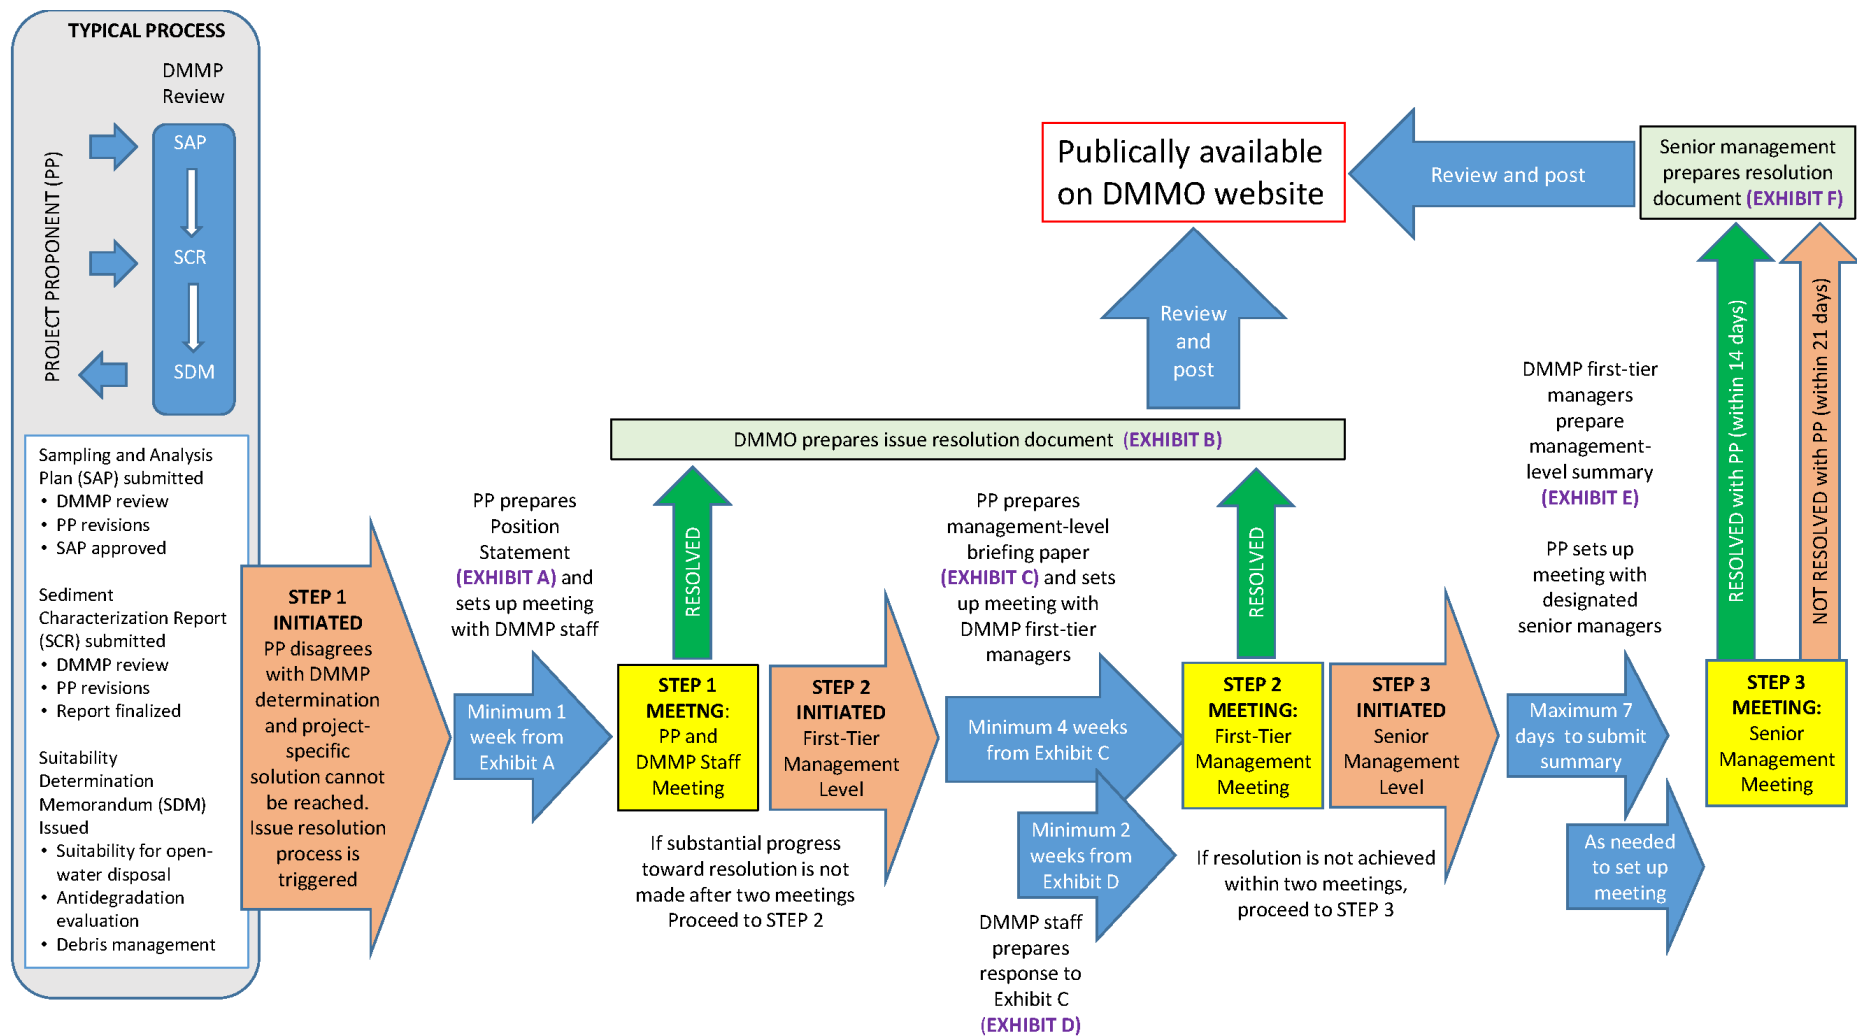 TYPICAL PROCESS
DMMP
Review
PROJECT PROPONENT (PP)
SAP
SCR
SDM
Sampling and Analysis
Plan (SAP) submitted
• DMMP review
• PP revisions
• SAP approved
Sediment
Characterization Report
(SCR) submitted
• DMMP review
• PP revisions
• Report finalized
Suitability
Determination
Memorandum (SDM)
Issued
• Suitability for open-
water disposal
• Antidegradation
evaluation
• Debris management
STEP 1
INITIATED
PP disagrees
with DMMP
determination
and project-
specific
solution cannot
be reached.
Issue resolution
process is
triggered
PP prepares
Position
Statement
(EXHIBIT A) and
sets up meeting
with DMMP staff
Minimum 1
week from
Exhibit A
STEP 1
MEETNG:
PP and
DMMP Staff
Meeting
RESOLVED
If substantial progress
toward resolution is not
made after two meetings
Proceed to STEP 2
DMMO prepares issue resolution document (EXHIBIT B)
Review
and
post
Publically available
on DMMO website
STEP 2
INITIATED
First-Tier
Management
Level
PP prepares
management-level
briefing paper
(EXHIBIT C) and sets
up meeting with
DMMP first-tier
managers
Minimum 4 weeks
from Exhibit C
Minimum 2
weeks from
Exhibit D
DMMP staff
prepares
response to
Exhibit C
(EXHIBIT D)
STEP 2
MEETING:
First-Tier
Management
Meeting
RESOLVED
If resolution is not achieved
within two meetings,
proceed to STEP 3
STEP 3
INITIATED
Senior
Management
Level
DMMP first-tier
managers
prepare
management-
level summary
(EXHIBIT E)
PP sets up
meeting with
designated
senior managers
Maximum 7
days to submit
summary
As needed
to set up
meeting
STEP 3
MEETING:
Senior
Management
Meeting
RESOLVED with PP (within 14 days)
NOT RESOLVED with PP (within 21 days)
Senior management
prepares resolution
document (EXHIBIT F)
Review and post